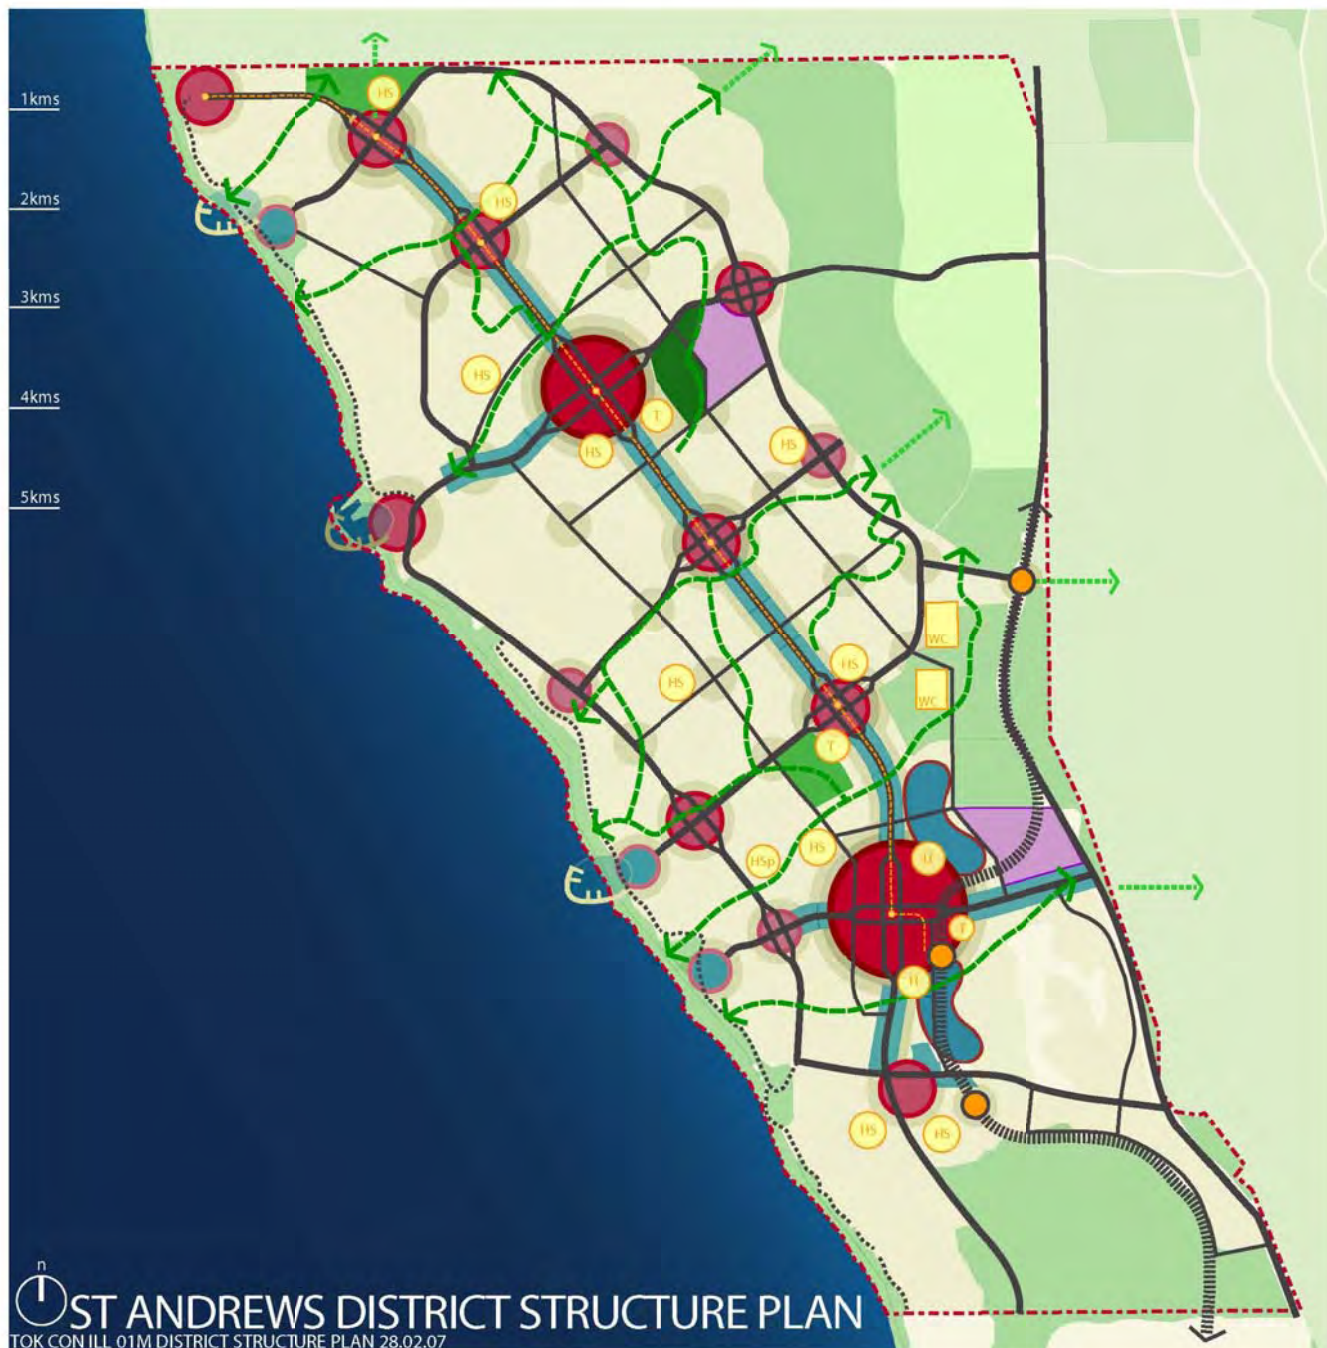 1kms
HS
HS
2kms
3kms
HS
4kms
T
HS
HS
5kms
WC
HS
HS
WC
T
HS
HSp
T
HS
HS
n
ST ANDREWS DISTRICT STRUCTURE PLAN
TOK CON ILL 01M DISTRICT STRUCTURE PLAN 28.02.07